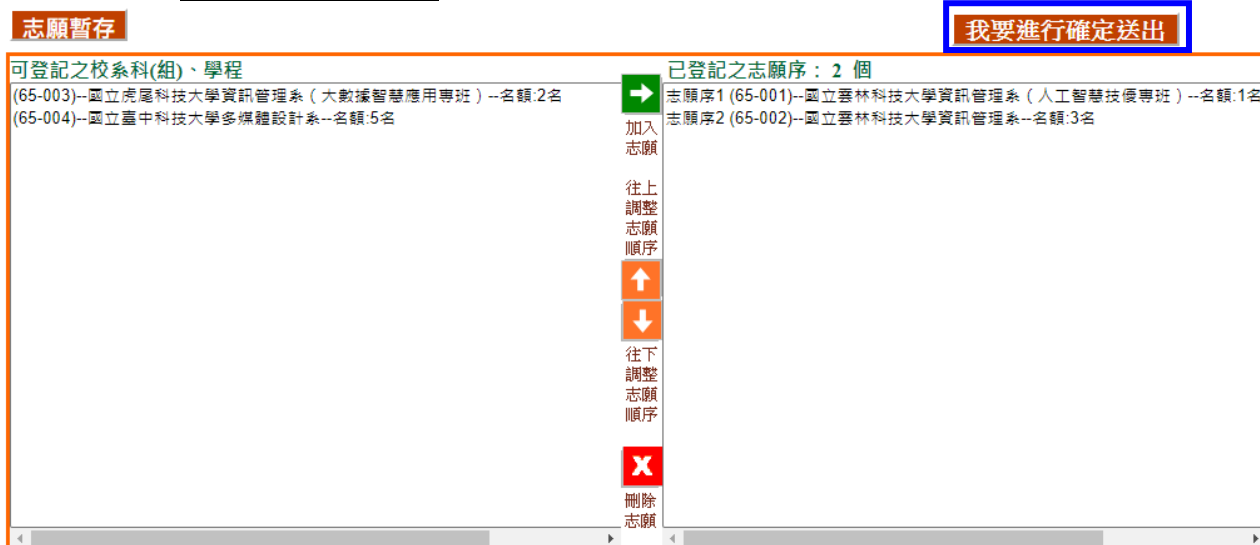 志願暫存
我要進行確定送出
可登記之校系科(組)、學程
(65-003)--國立虎尾科技大學資訊管理系（大數據智慧應用專班）--名額:2名
(65-004)--國立臺中科技大學多媒體設計系--名額:5名
加入
志願
往上
調整
志願
順序
往下
調整
志願
順序
X
刪除
志願
已登記之志願序： 2 個
志願序1 (65-001)--國立雲林科技大學資訊管理系（人工智慧技優專班）--名額:1名
志願序2 (65-002)--國立雲林科技大學資訊管理系--名額:3名